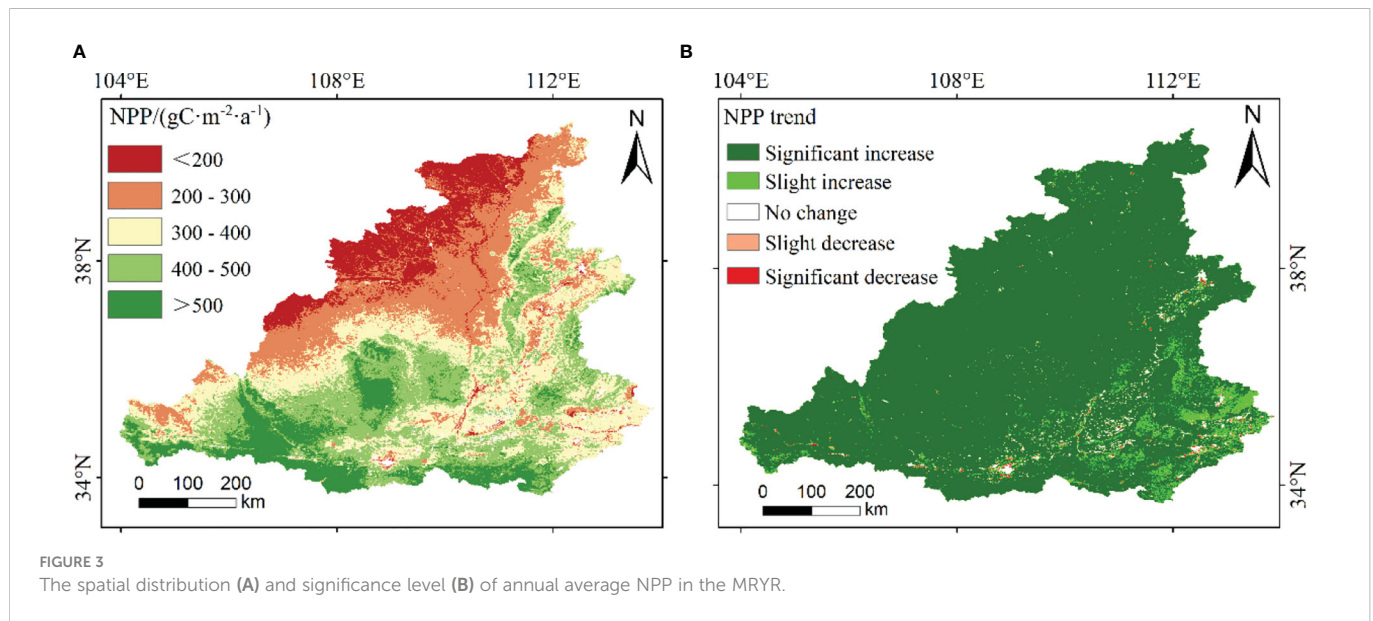 A
B
104°E 108°E 112°E
104°E 108°E 112°E
NPP/(gC·m⁻²·a⁻¹)
<200
200 - 300
300 - 400
400 - 500
>500
N
38°N
34°N
0 100 200
km
NPP trend
Significant increase
Slight increase
No change
Slight decrease
Significant decrease
N
38°N
34°N
0 100 200
km
FIGURE 3
The spatial distribution (A) and significance level (B) of annual average NPP in the MRYR.